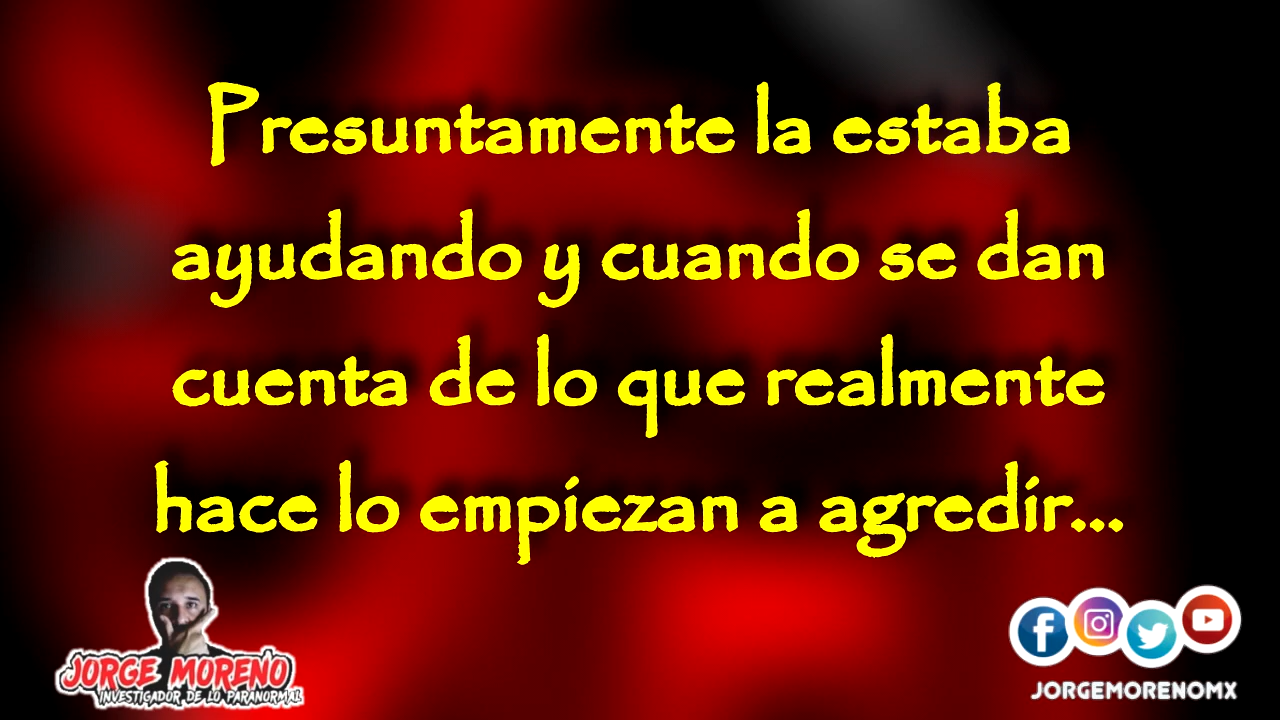 Presuntamente la estaba
ayudando y cuando se dan
cuenta de lo que realmente
hace lo empiezan a agredir...
JORGE MORENO
INVESTIGADOR DE LO PARANORMAL
JORGEMORENOMX